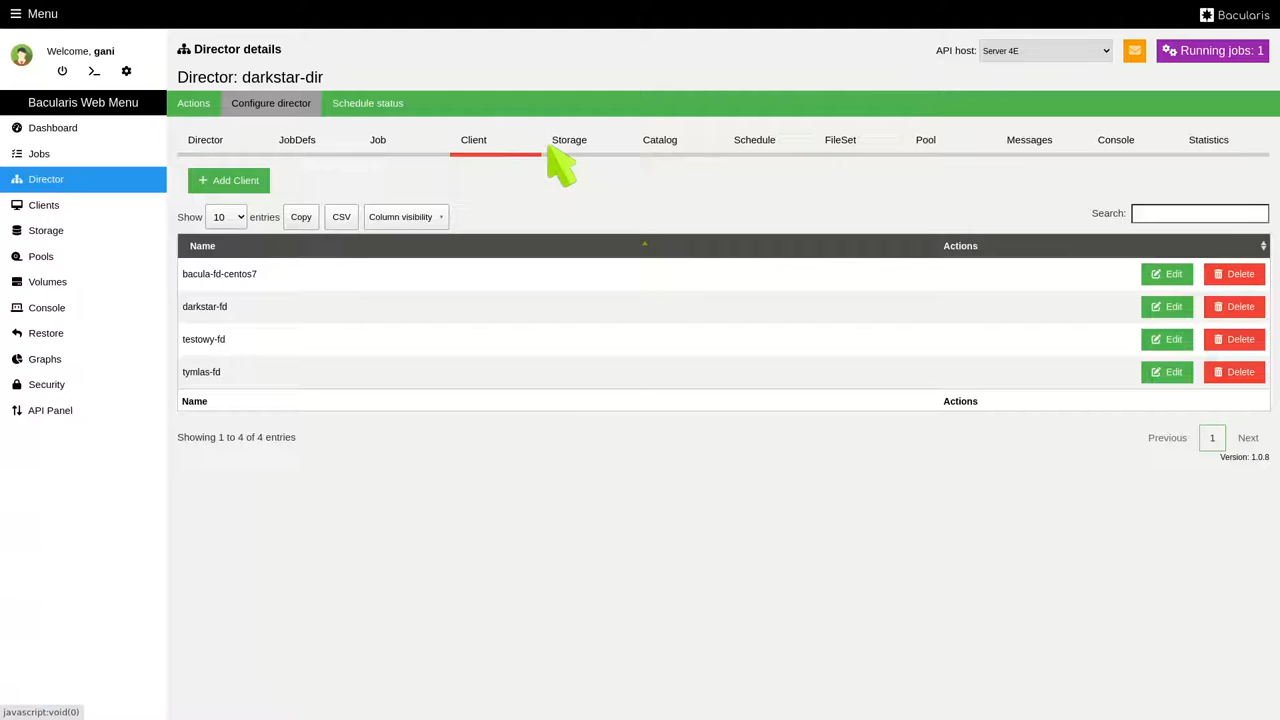 Menu
Bacularis
Welcome, gani
Director details
API host: Server 4E
Running jobs: 1
Director: darkstar-dir
Bacularis Web Menu
Actions Configure director Schedule status
Dashboard
Jobs
Director
Clients
Storage
Pools
Volumes
Console
Restore
Graphs
Security
API Panel
Director JobDefs Job Client Storage Catalog Schedule FileSet Pool Messages Console Statistics
+ Add Client
Show 10 entries Copy CSV Column visibility
Search:
Name Actions
bacula-fd-centos7 Edit Delete
darkstar-fd Edit Delete
testowy-fd Edit Delete
tymlas-fd Edit Delete
Name Actions
Showing 1 to 4 of 4 entries
Previous 1 Next
Version: 1.0.8
javascript:void(0)